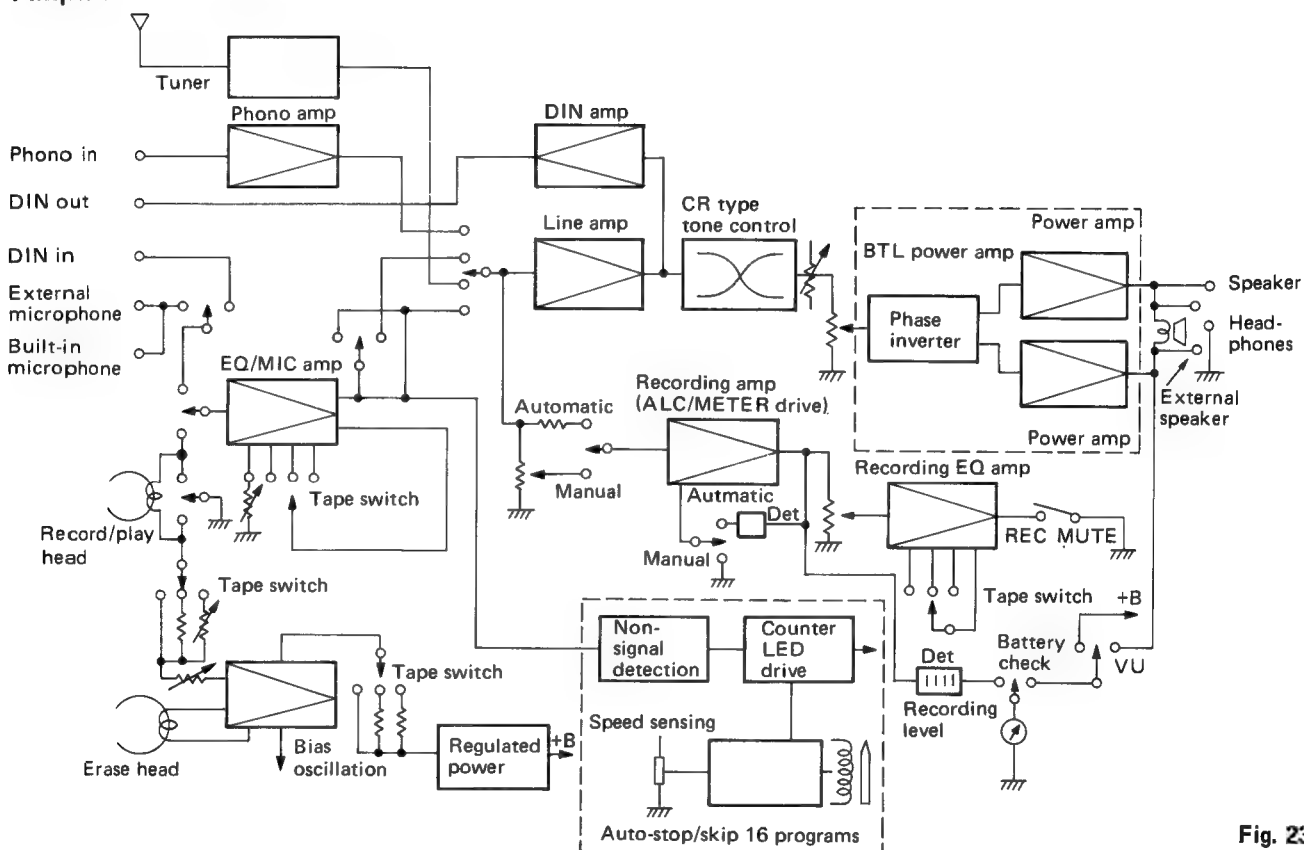 Tuner
Phono amp
DIN amp
Phono in
DIN out
Line amp
CR type
tone control
Power amp
BTL power amp
DIN in
Speaker
External
microphone
Phase
inverter
Head-
phones
Built-in
microphone
EQ/MIC amp
Recording amp
(ALC/METER drive)
Automatic
External
speaker
Power amp
Recording EQ amp
Tape switch
Manual
Autmatic
Det
REC MUTE
Record/play
head
Manual
Tape switch
Tape switch
+B
Non-
signal
detection
Counter
LED
drive
Battery
check
Det
VU
Tape switch
Recording
level
Speed sensing
Bias
oscillation
Regulated
power
+B
Erase head
Auto-stop/skip 16 programs